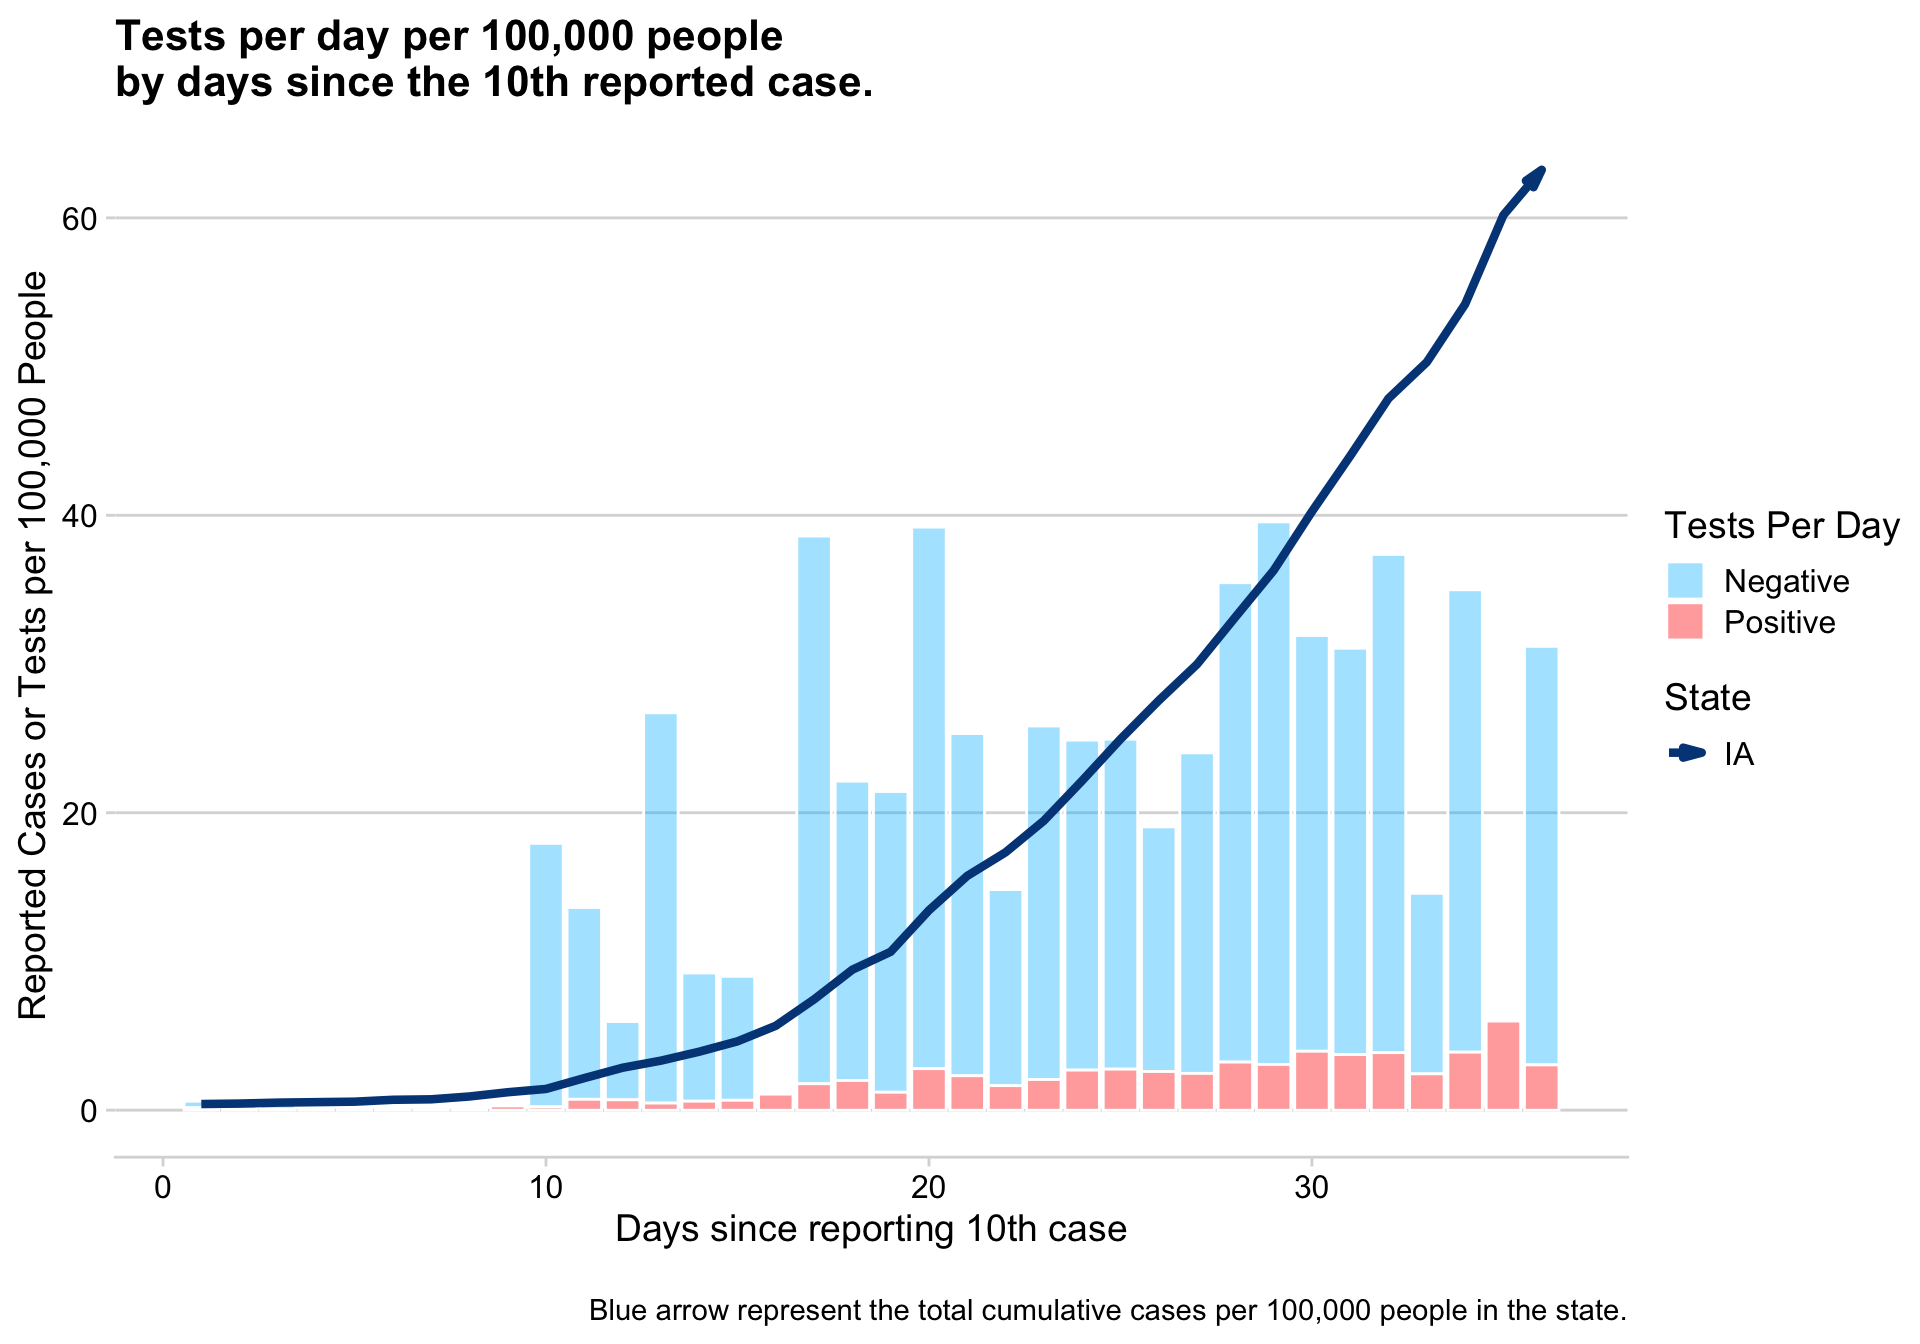 Tests per day per 100,000 people
by days since the 10th reported case.
Reported Cases or Tests per 100,000 People
60
40
20
0
0
10
20
30
Days since reporting 10th case
Tests Per Day
Negative
Positive
State
IA
Blue arrow represent the total cumulative cases per 100,000 people in the state.